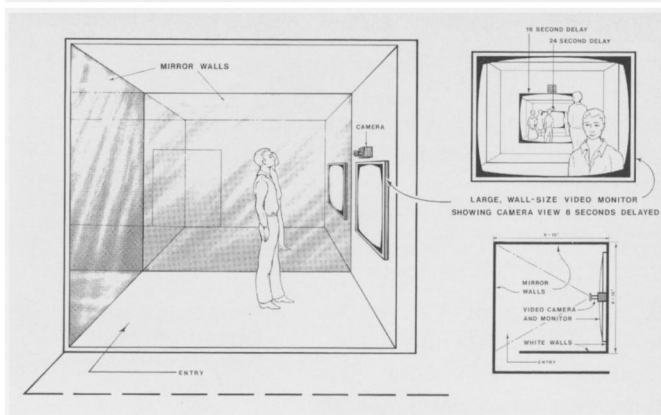 MIRROR WALLS
CAMERA
ENTRY
16 SECOND DELAY
24 SECOND DELAY
LARGE, WALL-SIZE VIDEO MONITOR
SHOWING CAMERA VIEW 8 SECONDS DELAYED
MIRROR
WALLS
VIDEO CAMERA
AND MONITOR
WHITE WALLS
ENTRY